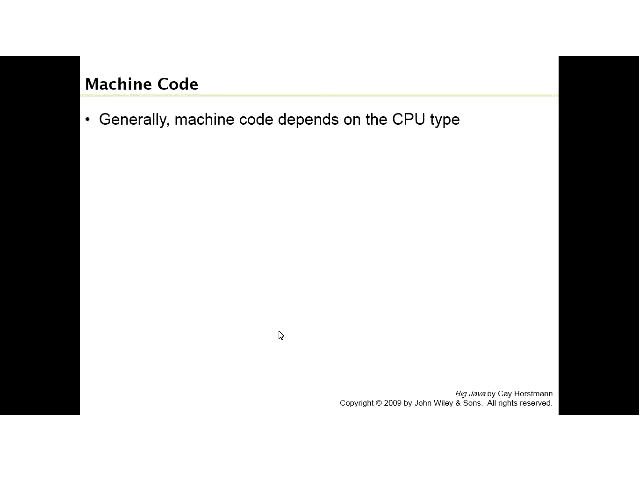 Machine Code
• Generally, machine code depends on the CPU type
Big Java by Cay Horstmann
Copyright © 2009 by John Wiley & Sons. All rights reserved.